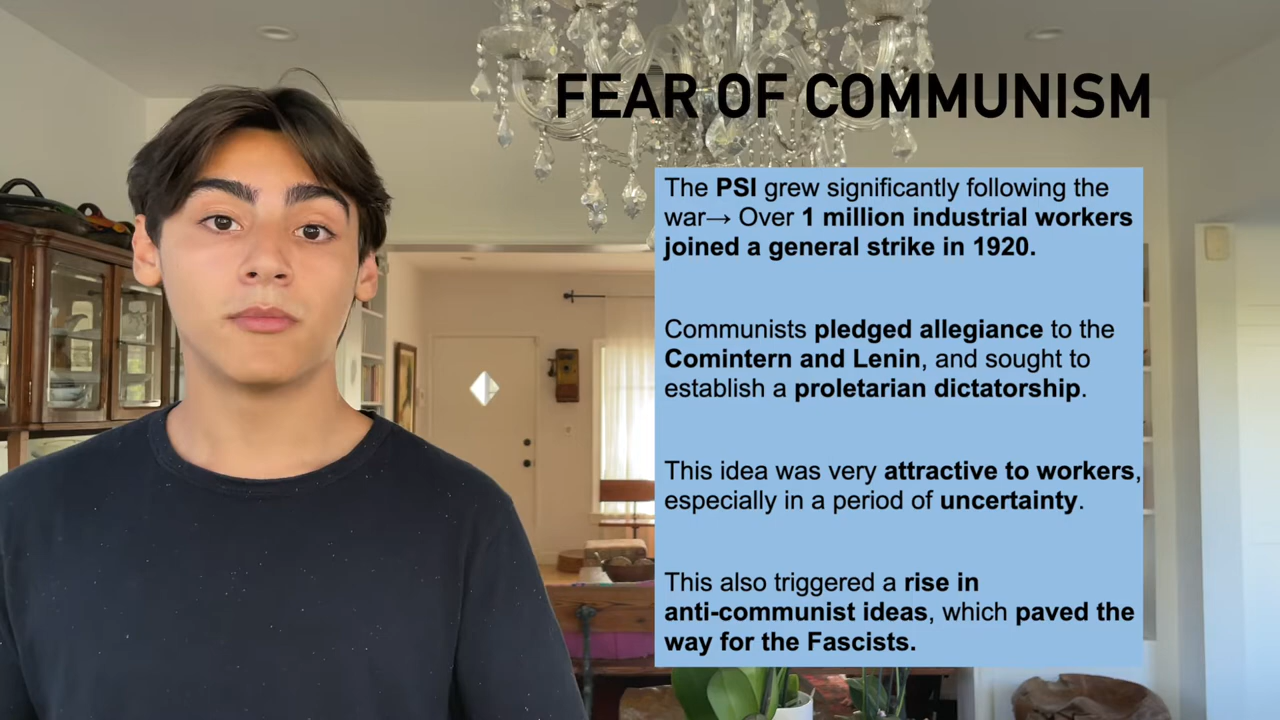 FEAR OF COMMUNISM
The PSI grew significantly following the
war→ Over 1 million industrial workers
joined a general strike in 1920.
Communists pledged allegiance to the
Comintern and Lenin, and sought to
establish a proletarian dictatorship.
This idea was very attractive to workers,
especially in a period of uncertainty.
This also triggered a rise in
anti-communist ideas, which paved the
way for the Fascists.